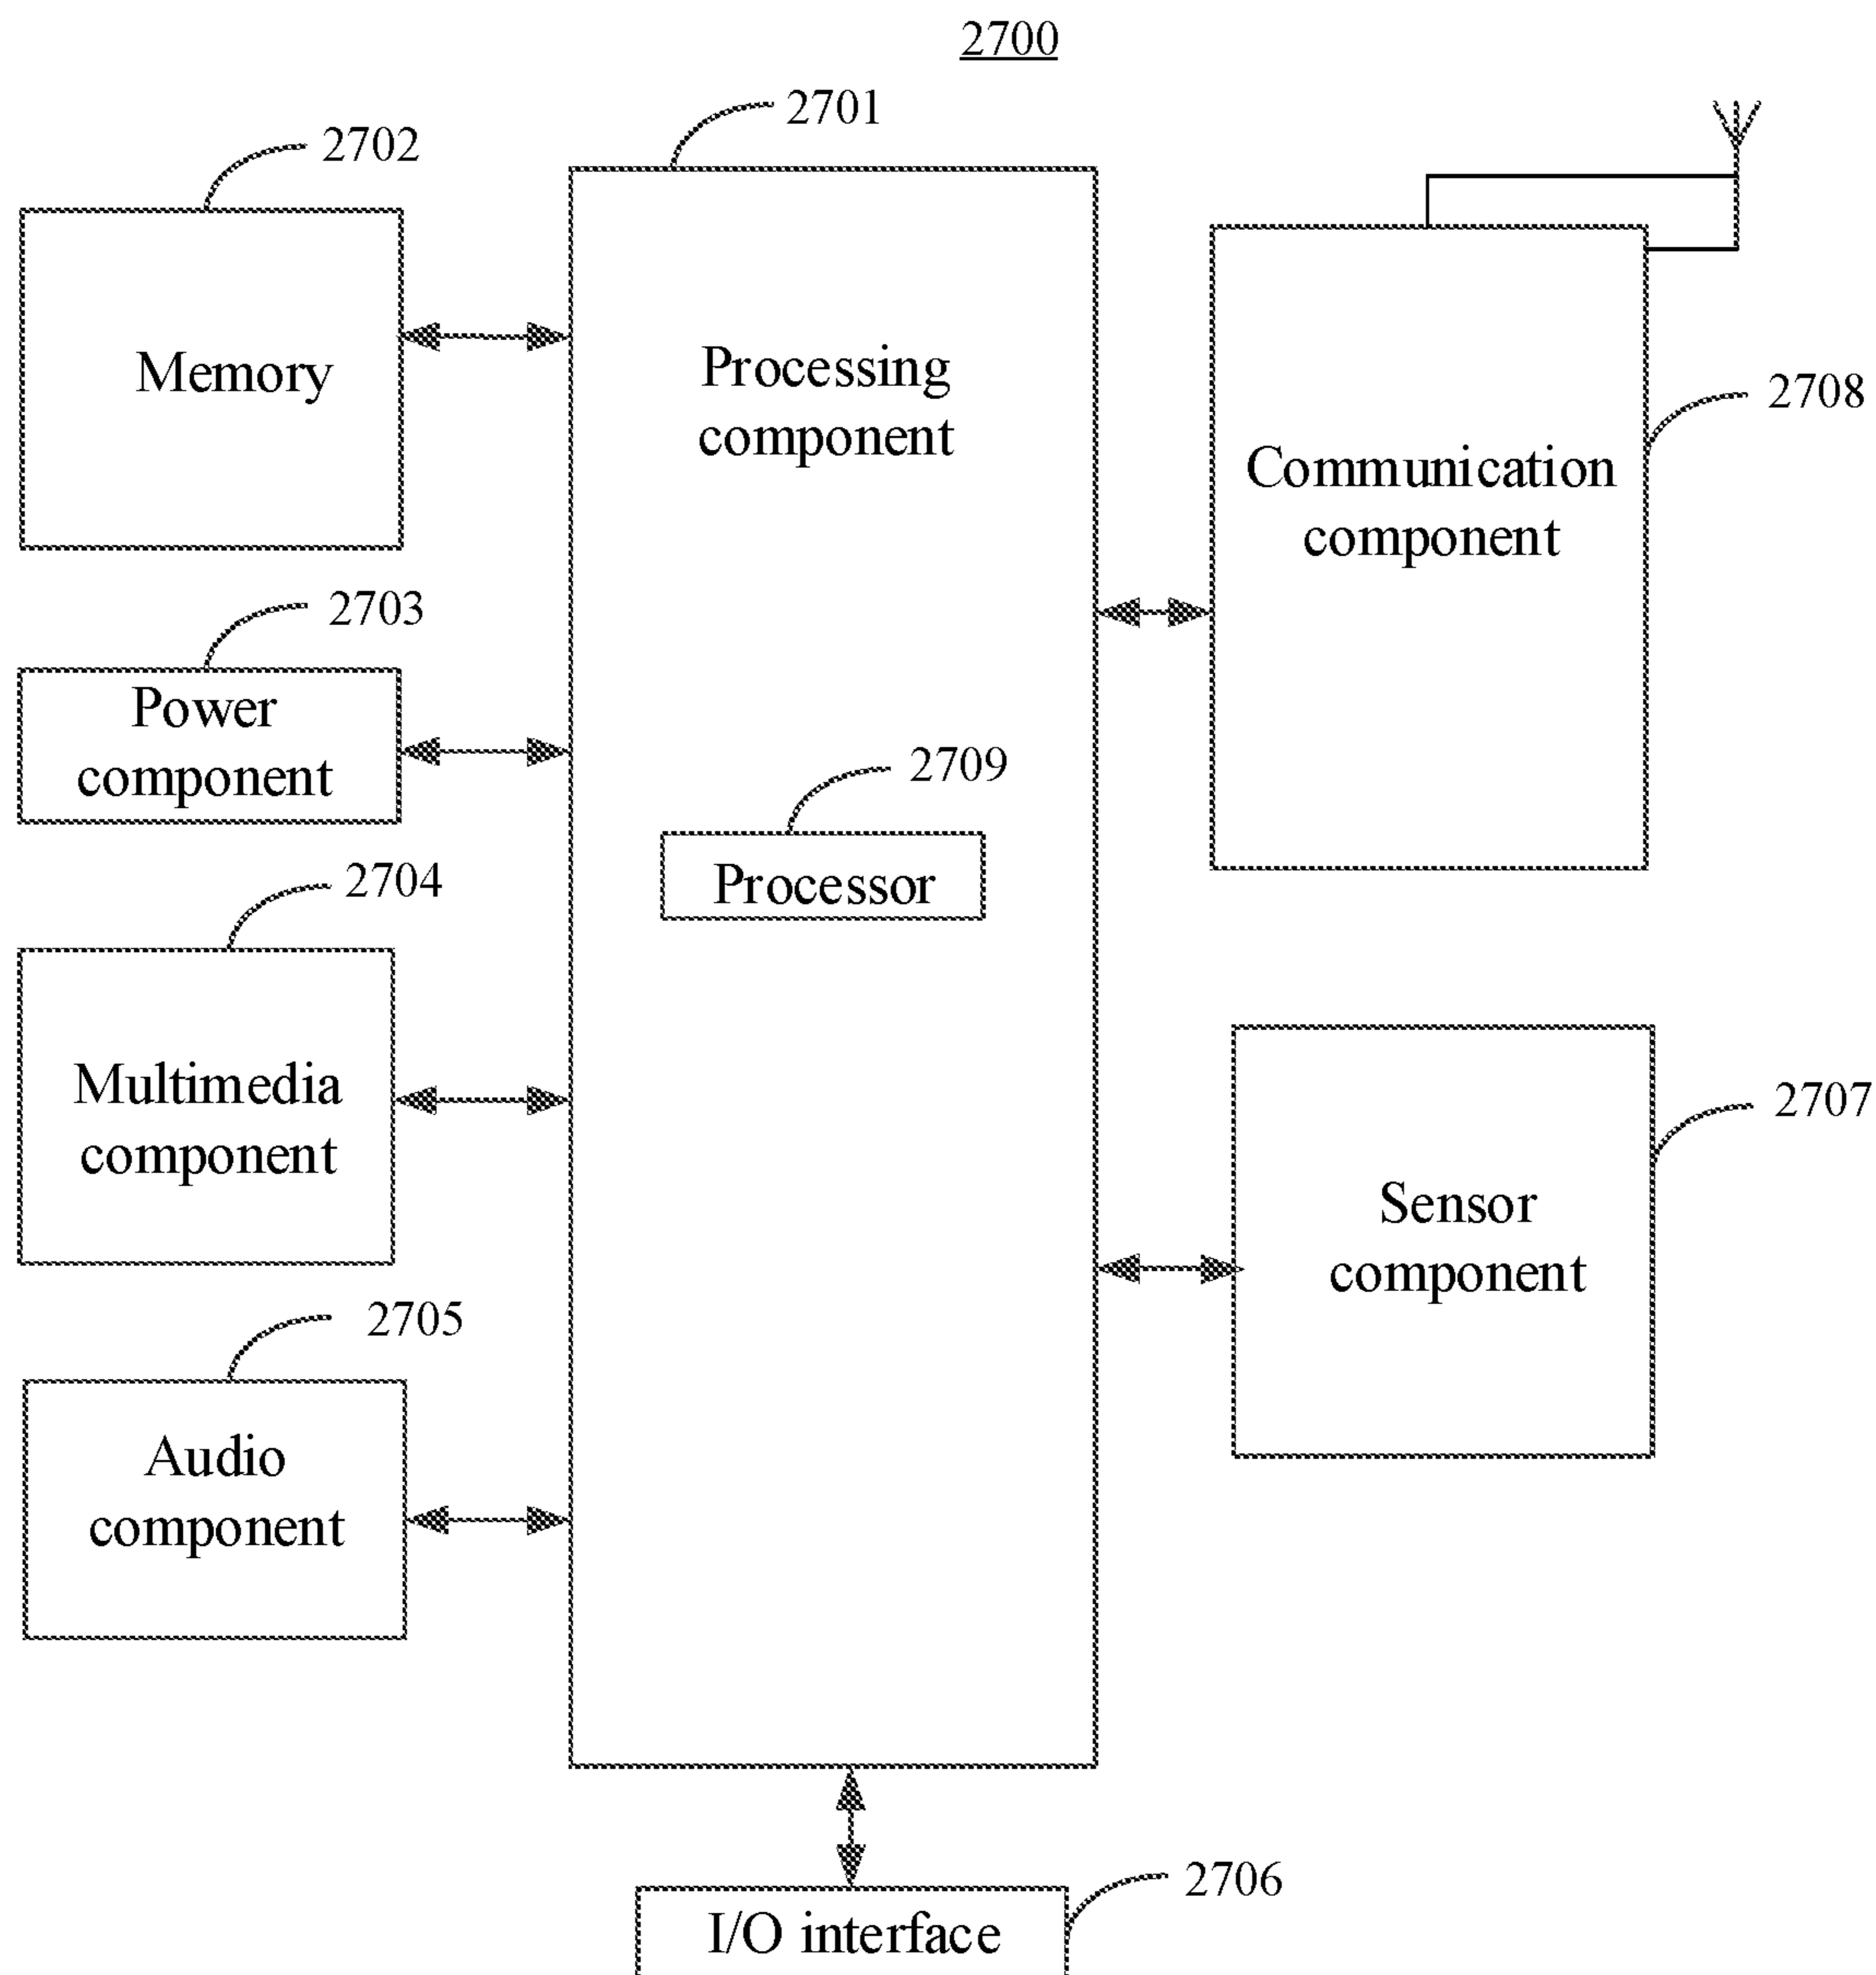 2700
2701
2702
Memory
Processing
component
2708
Communication
component
2703
Power
component
2709
Processor
2704
Multimedia
component
2707
Sensor
component
2705
Audio
component
2706
I/O interface